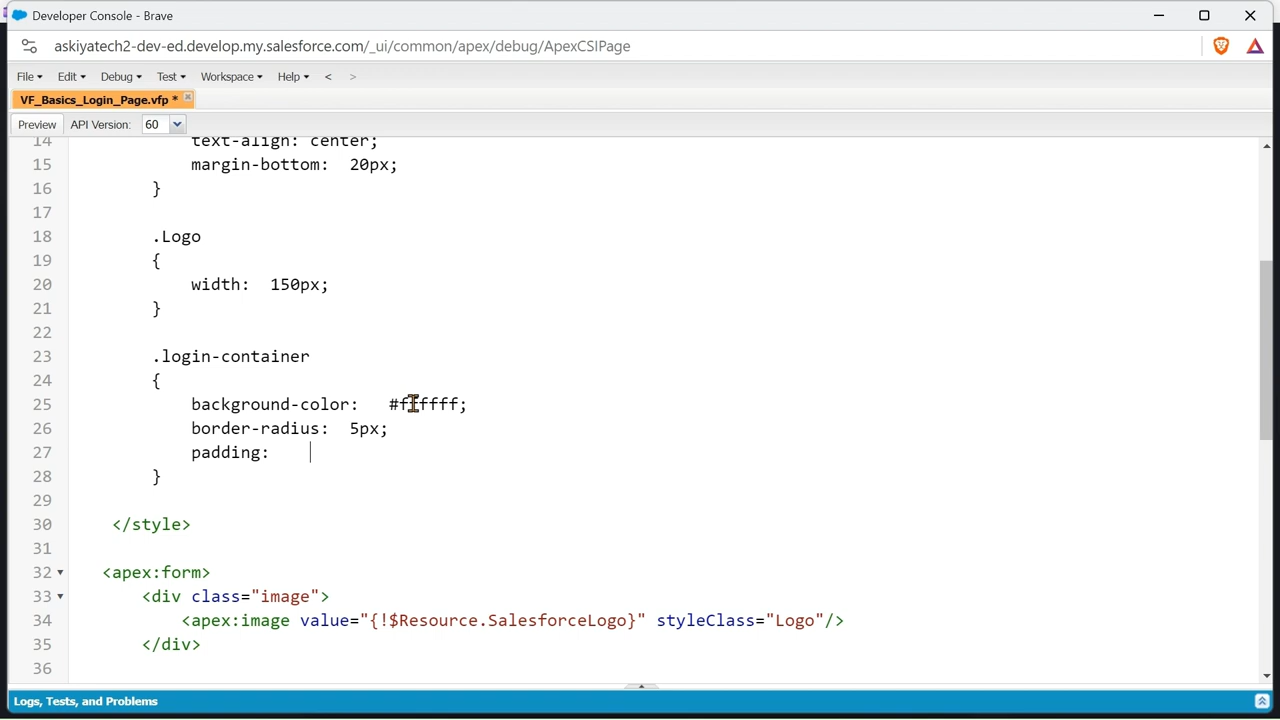 Developer Console - Brave
askiyatech2-dev-ed.develop.my.salesforce.com/_ui/common/apex/debug/ApexCSIPage
File Edit Debug Test Workspace Help < >
VF_Basics_Login_Page.vfp *
Preview API Version: 60
14 text-align: center;
15 margin-bottom: 20px;
16 }
17
18 .Logo
19 {
20 width: 150px;
21 }
22
23 .login-container
24 {
25 background-color: #ffffff;
26 border-radius: 5px;
27 padding:
28 }
29
30 </style>
31
32 <apex:form>
33 <div class="image">
34 <apex:image value="{!$Resource.SalesforceLogo}" styleClass="Logo"/>
35 </div>
36
Logs, Tests, and Problems